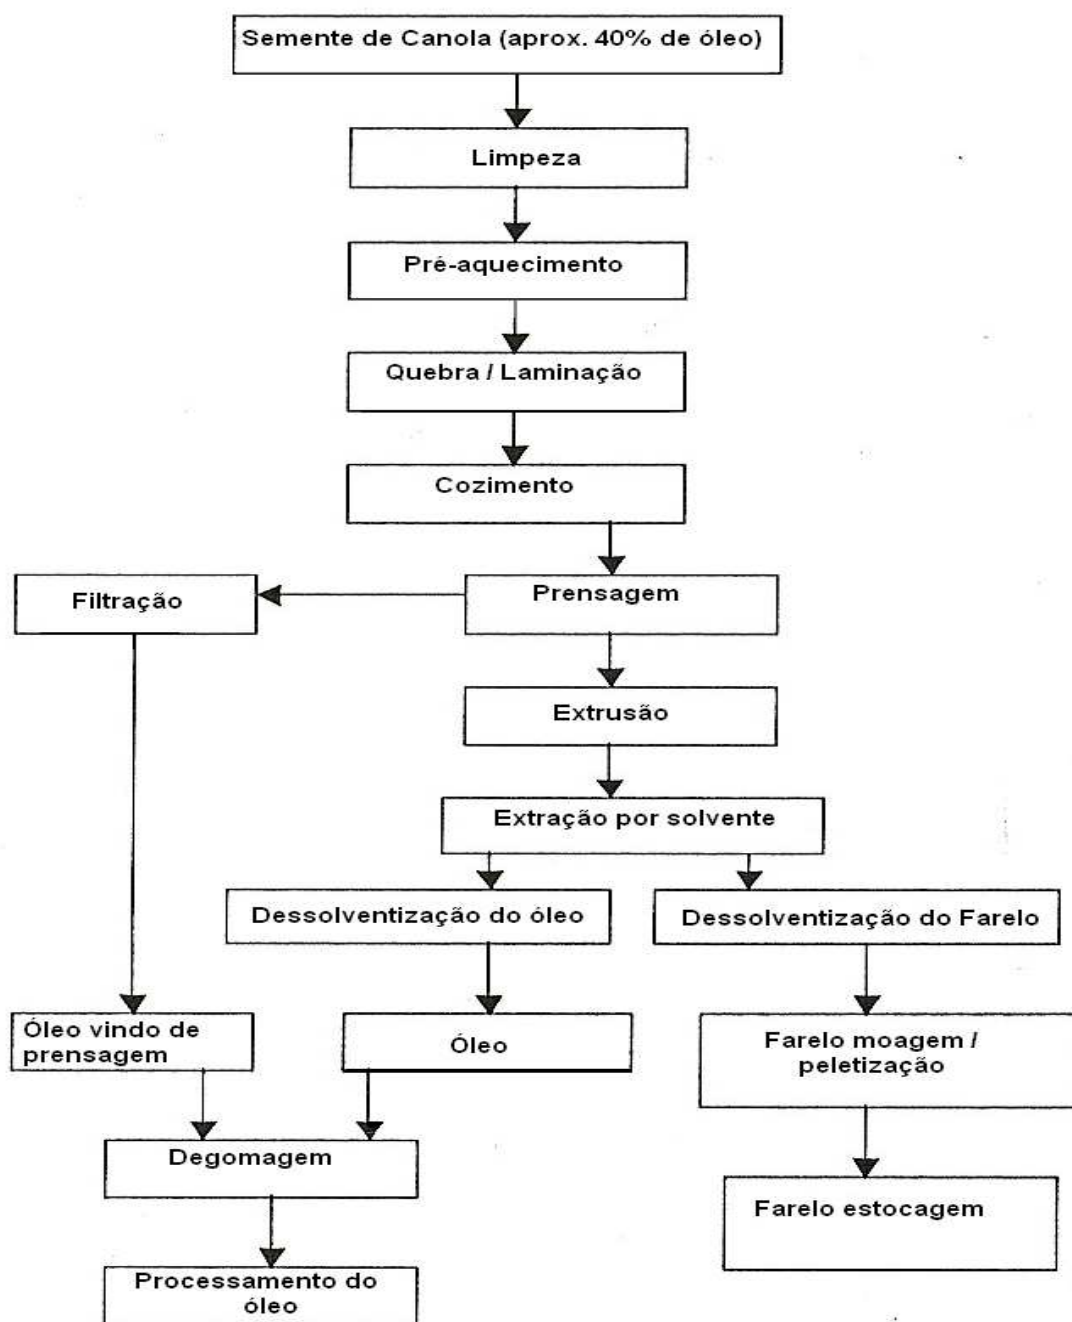 Semente de Canola (aprox. 40% de óleo)
Limpeza
Pré-aquecimento
Quebra / Laminação
Cozimento
Filtração
Prensagem
Extrusão
Extração por solvente
Dessolventização do óleo
Dessolventização do Farelo
Óleo vindo de
prensagem
Óleo
Farelo moagem /
peletização
Degomagem
Farelo estocagem
Processamento do
óleo